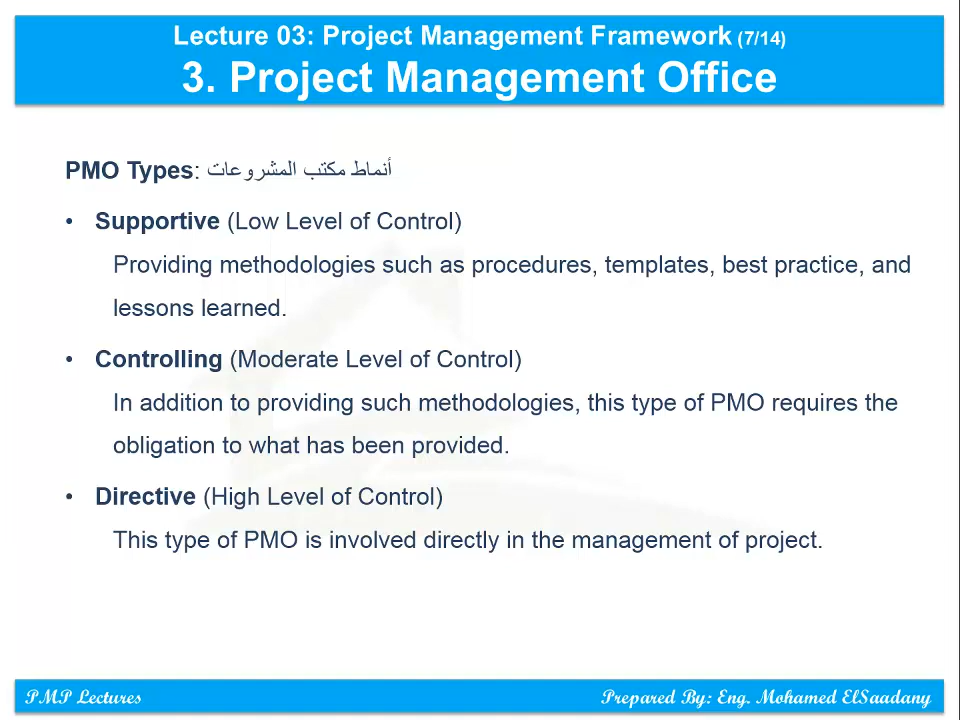 Lecture 03: Project Management Framework (7/14)
3. Project Management Office
PMO Types: أنماط مكتب المشروعات
• Supportive (Low Level of Control)
Providing methodologies such as procedures, templates, best practice, and
lessons learned.
• Controlling (Moderate Level of Control)
In addition to providing such methodologies, this type of PMO requires the
obligation to what has been provided.
• Directive (High Level of Control)
This type of PMO is involved directly in the management of project.
PMP Lectures
Prepared By: Eng. Mohamed ElSaadany